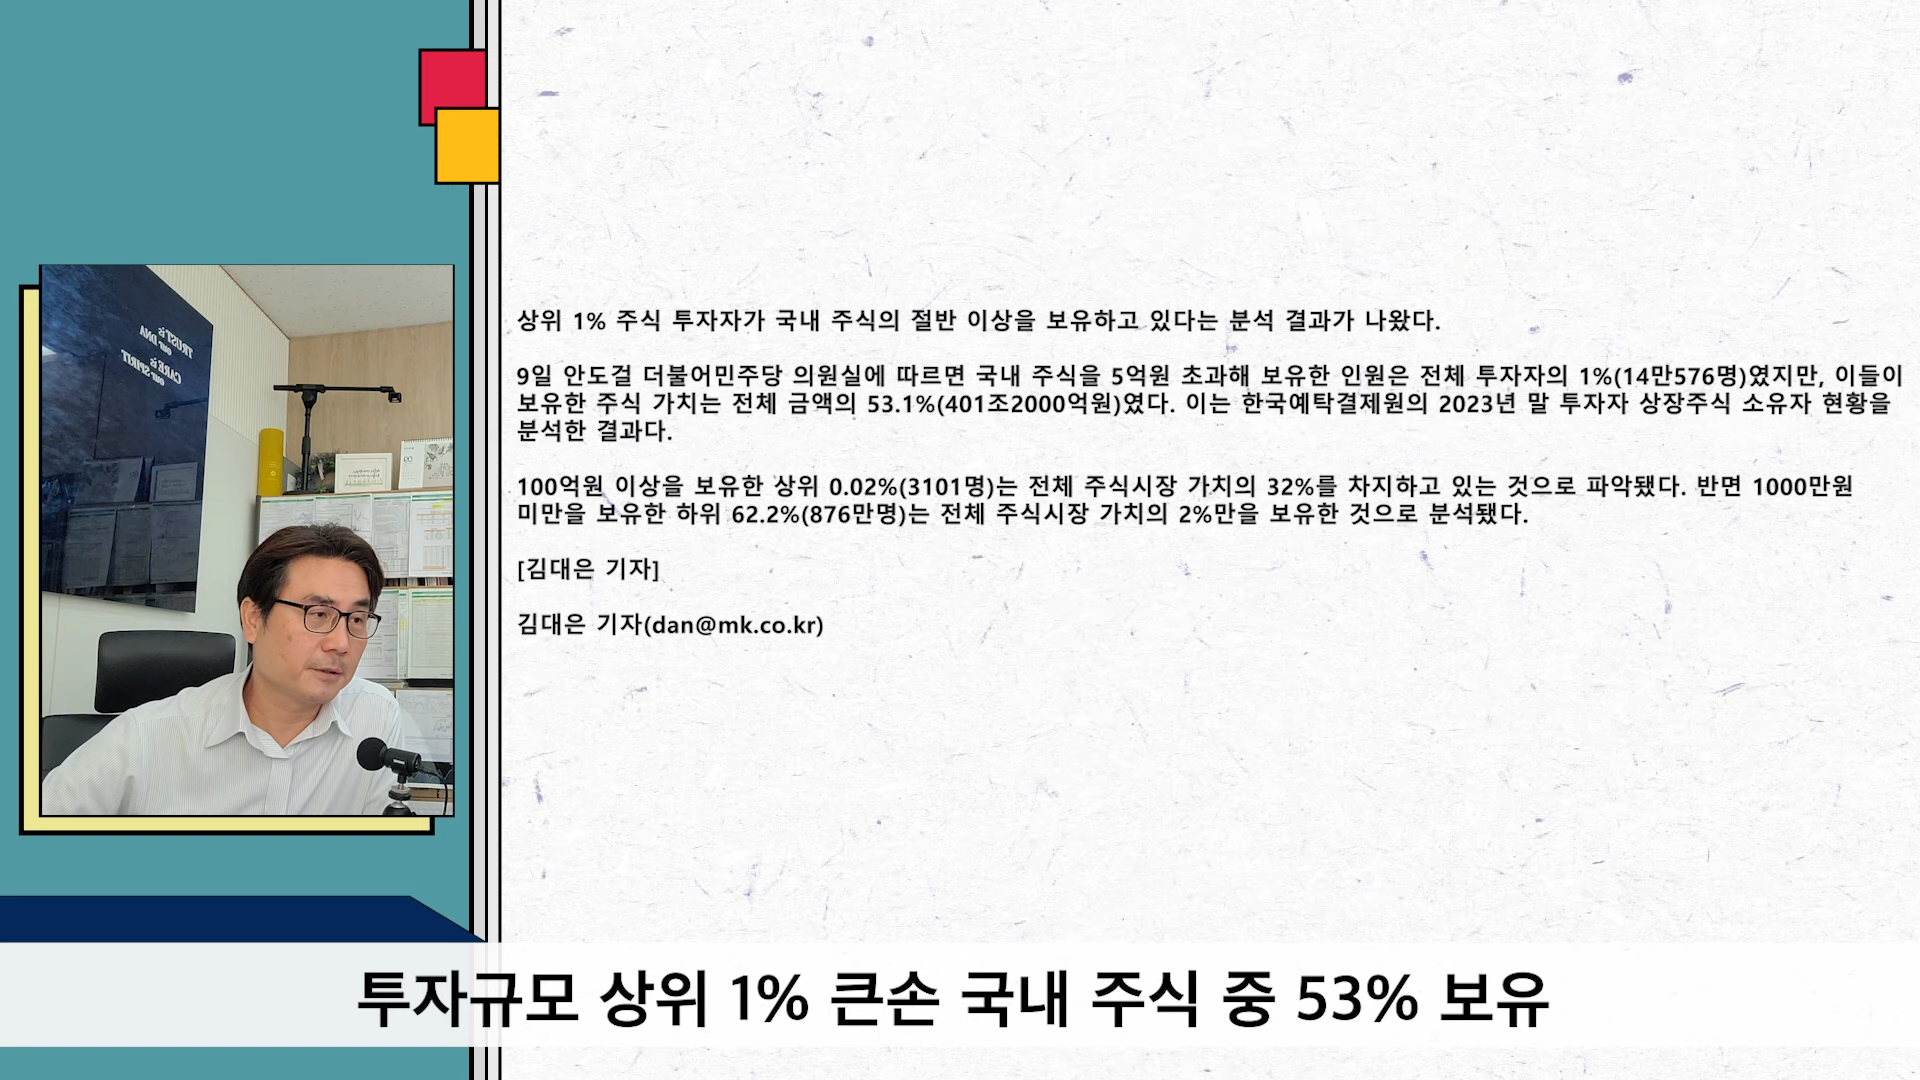 TRUST is
our DNA
CARE is
our SPIRIT
09
상위 1% 주식 투자자가 국내 주식의 절반 이상을 보유하고 있다는 분석 결과가 나왔다.
9일 안도걸 더불어민주당 의원실에 따르면 국내 주식을 5억원 초과해 보유한 인원은 전체 투자자의 1%(14만576명)였지만, 이들이
보유한 주식 가치는 전체 금액의 53.1%(401조2000억원)였다. 이는 한국예탁결제원의 2023년 말 투자자 상장주식 소유자 현황을
분석한 결과다.
100억원 이상을 보유한 상위 0.02%(3101명)는 전체 주식시장 가치의 32%를 차지하고 있는 것으로 파악됐다. 반면 1000만원
미만을 보유한 하위 62.2%(876만명)는 전체 주식시장 가치의 2%만을 보유한 것으로 분석됐다.
[김대은 기자]
김대은 기자(dan@mk.co.kr)
투자규모 상위 1% 큰손 국내 주식 중 53% 보유